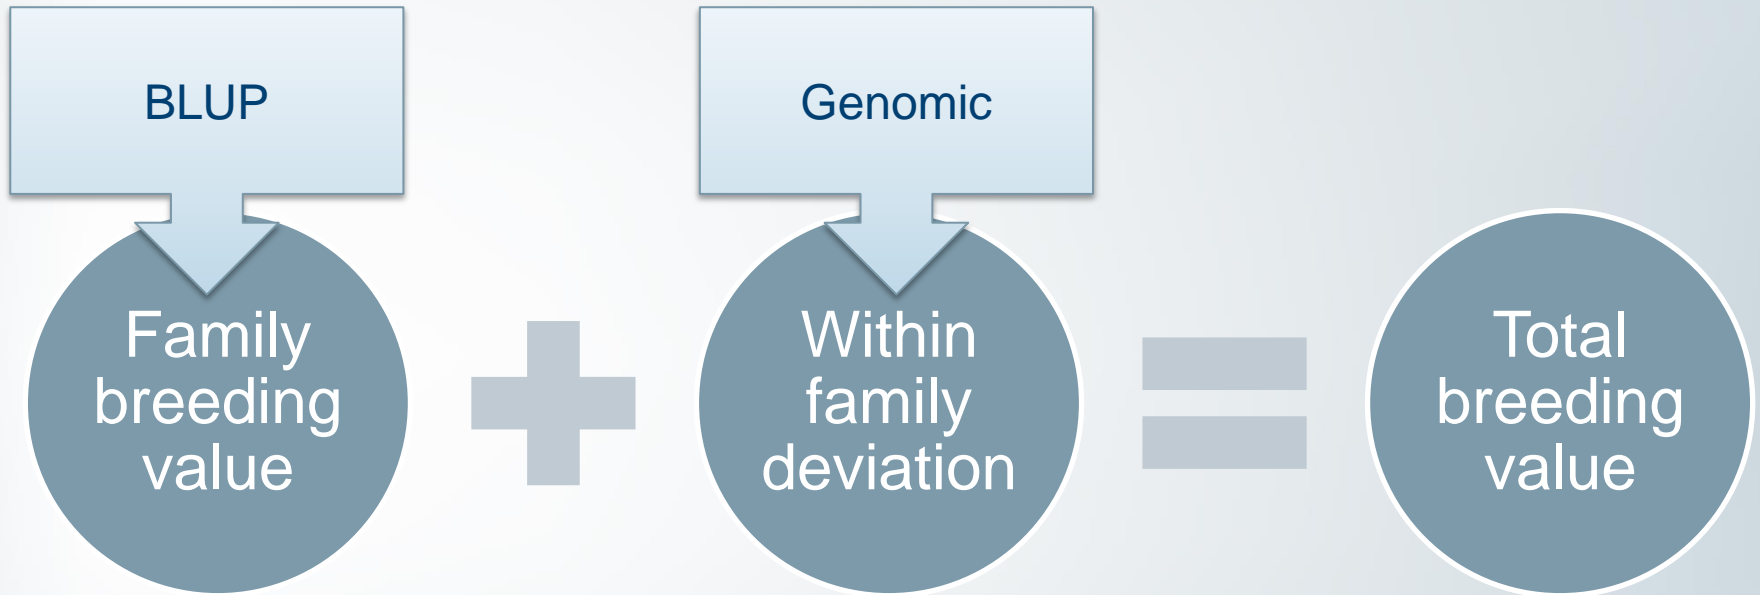 BLUP
Genomic
Family
breeding
value
Within
family
deviation
Total
breeding
value